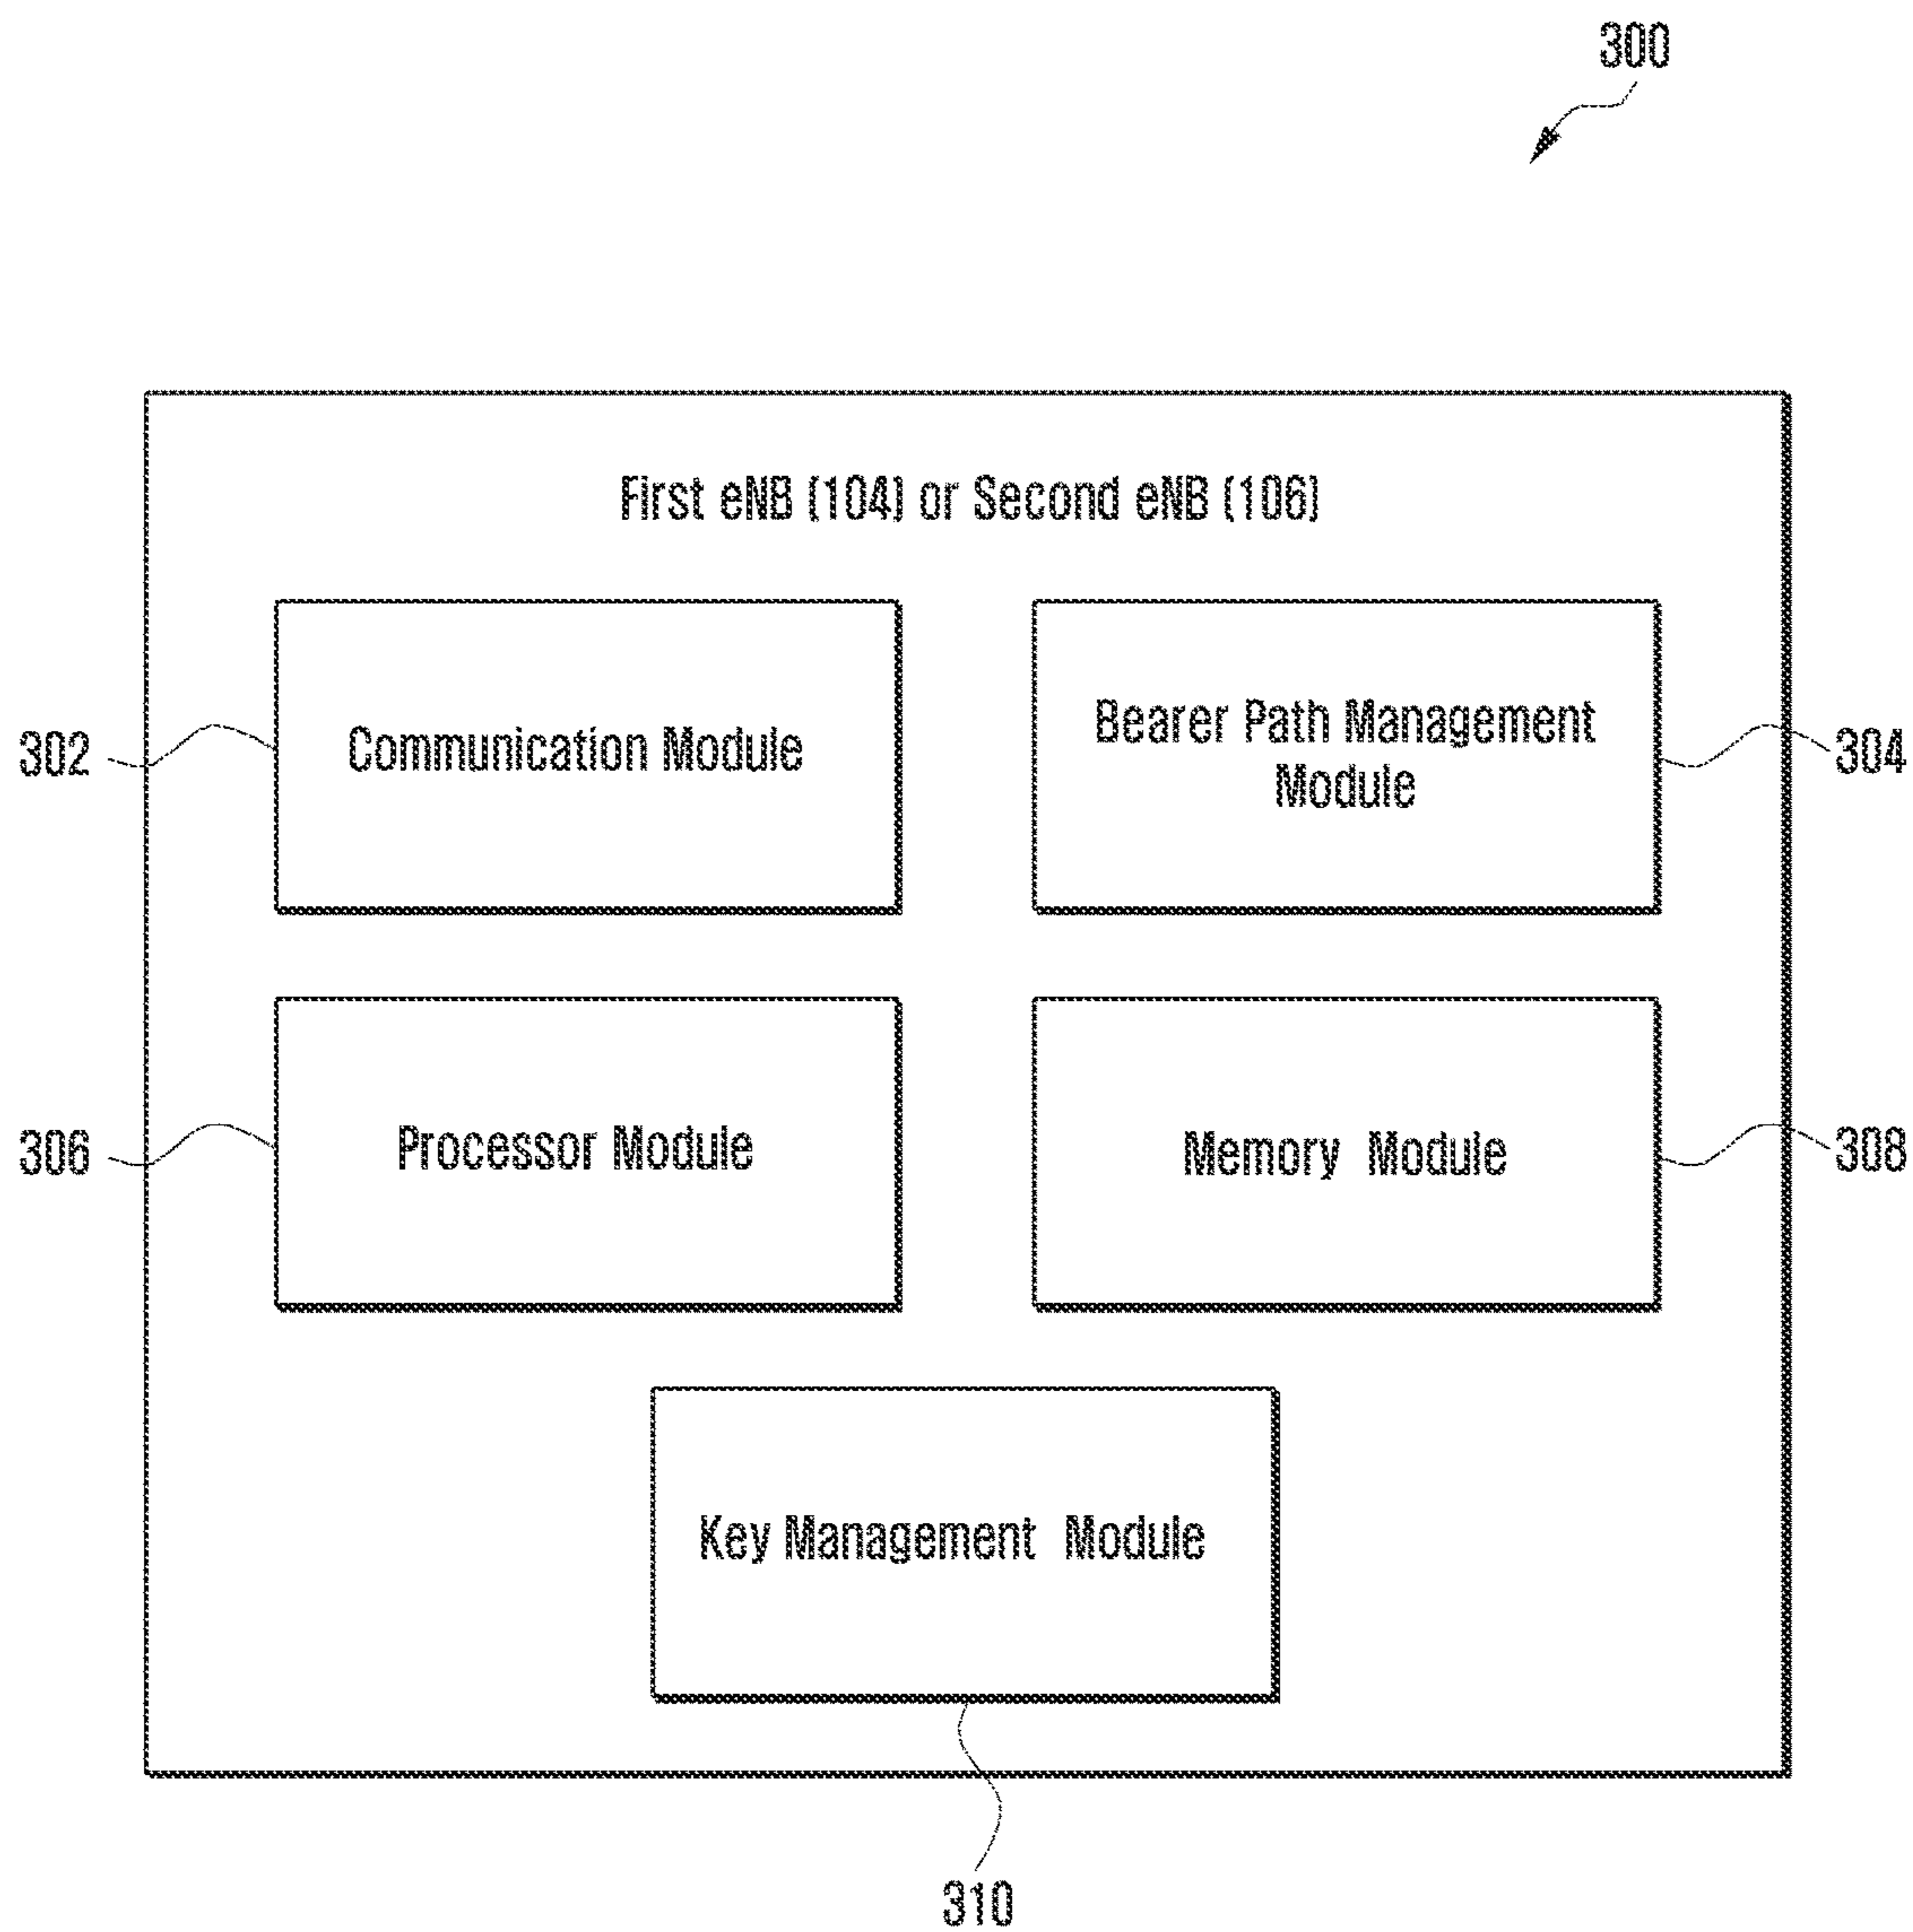 300
First eNB (104) or Second eNB (106)
302
Communication Module
Bearer Path Management
Module
304
306
Processor Module
Memory Module
308
Key Management Module
310